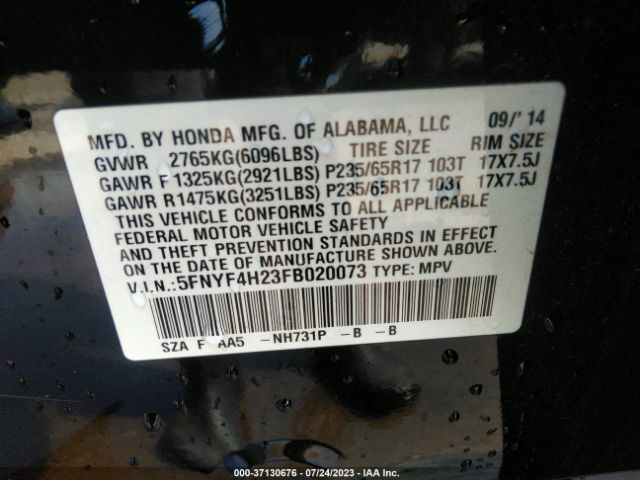 MFD. BY HONDA MFG. OF ALABAMA, LLC 09/' 14
GVWR 2765KG(6096LBS) TIRE SIZE RIM SIZE
GAWR F 1325KG(2921LBS) P235/65R17 103T 17X7.5J
GAWR R1475KG(3251LBS) P235/65R17 103T 17X7.5J
THIS VEHICLE CONFORMS TO ALL APPLICABLE
FEDERAL MOTOR VEHICLE SAFETY
AND THEFT PREVENTION STANDARDS IN EFFECT
ON THE DATE OF MANUFACTURE SHOWN ABOVE.
V.I.N.:5FNYF4H23FB020073 TYPE: MPV
SZA F AA5 -NH731P -B -B
000-37130676 / 07/24/2023 / IAA Inc.